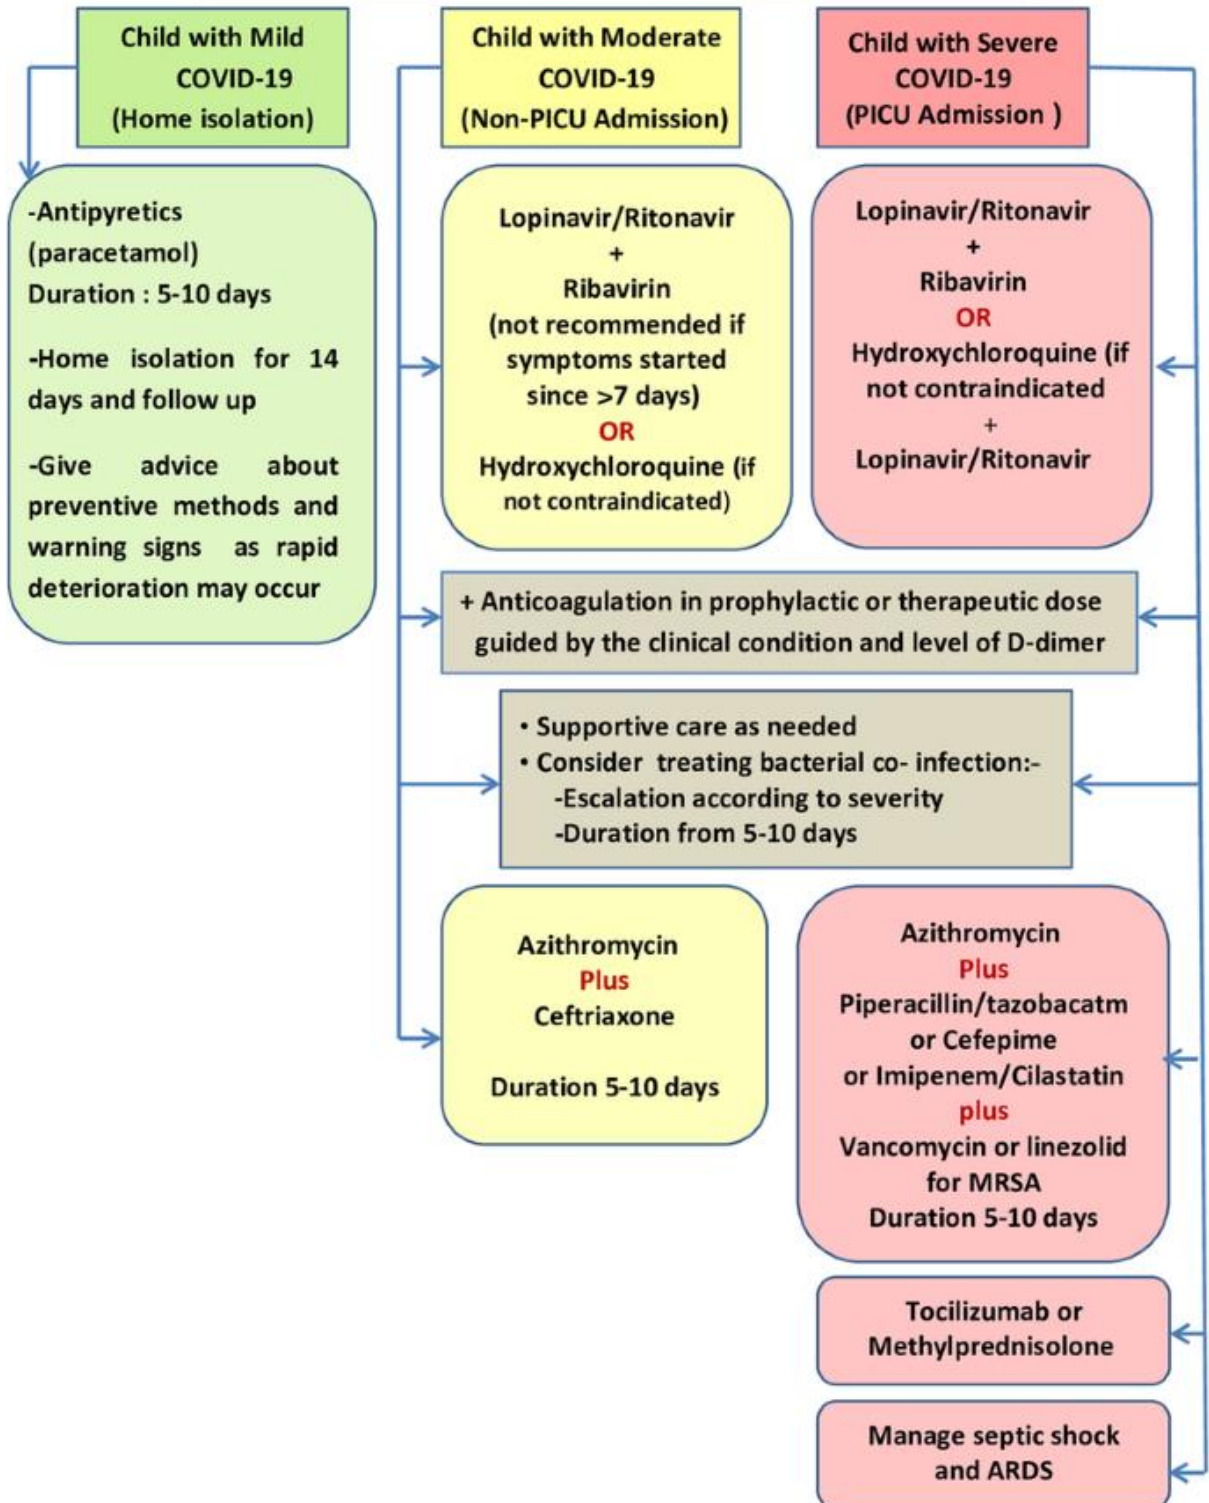 Child with Mild
COVID-19
(Home isolation)
Child with Moderate
COVID-19
(Non-PICU Admission)
Child with Severe
COVID-19
(PICU Admission )
-Antipyretics
(paracetamol)
Duration : 5-10 days
-Home isolation for 14
days and follow up
-Give advice about
preventive methods and
warning signs as rapid
deterioration may occur
Lopinavir/Ritonavir
+
Ribavirin
(not recommended if
symptoms started
since >7 days)
OR
Hydroxychloroquine (if
not contraindicated)
Lopinavir/Ritonavir
+
Ribavirin
OR
Hydroxychloroquine (if
not contraindicated
+
Lopinavir/Ritonavir
+ Anticoagulation in prophylactic or therapeutic dose
guided by the clinical condition and level of D-dimer
• Supportive care as needed
• Consider treating bacterial co- infection:-
-Escalation according to severity
-Duration from 5-10 days
Azithromycin
Plus
Ceftriaxone
Duration 5-10 days
Azithromycin
Plus
Piperacillin/tazobacatm
or Cefepime
or Imipenem/Cilastatin
plus
Vancomycin or linezolid
for MRSA
Duration 5-10 days
Tocilizumab or
Methylprednisolone
Manage septic shock
and ARDS